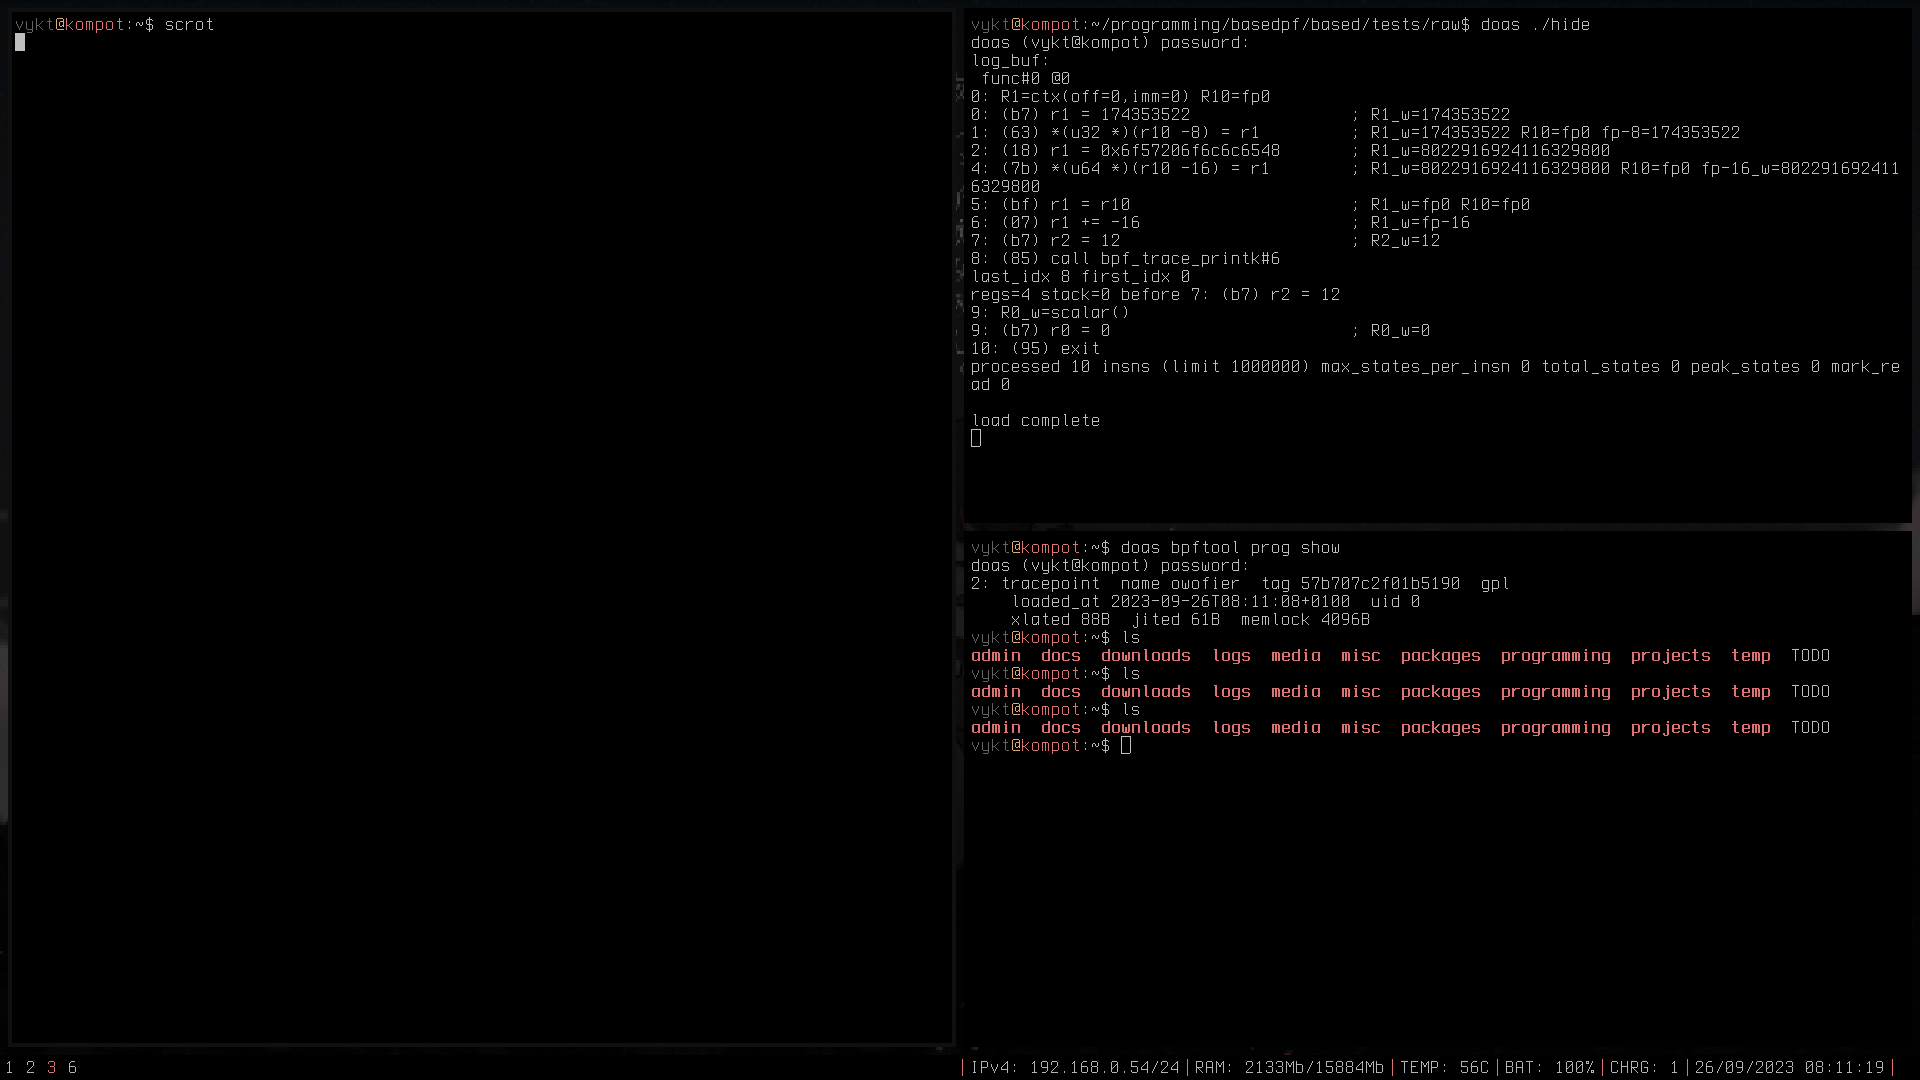 vykt@kompot:~$ scrot
vykt@kompot:~/programming/basedpf/based/tests/raw$ doas ./hide
doas (vykt@kompot) password:
log_buf:
 func#0 @0
0: R1=ctx(off=0,imm=0) R10=fp0
0: (b7) r1 = 174353522                ; R1_w=174353522
1: (63) *(u32 *)(r10 -8) = r1         ; R1_w=174353522 R10=fp0 fp-8=174353522
2: (18) r1 = 0x6f57206f6c6c6548       ; R1_w=8022916924116329800
4: (7b) *(u64 *)(r10 -16) = r1        ; R1_w=8022916924116329800 R10=fp0 fp-16_w=802291692411
6329800
5: (bf) r1 = r10                      ; R1_w=fp0 R10=fp0
6: (07) r1 += -16                     ; R1_w=fp-16
7: (b7) r2 = 12                       ; R2_w=12
8: (85) call bpf_trace_printk#6
last_idx 8 first_idx 0
regs=4 stack=0 before 7: (b7) r2 = 12
9: R0_w=scalar()
9: (b7) r0 = 0                        ; R0_w=0
10: (95) exit
processed 10 insns (limit 1000000) max_states_per_insn 0 total_states 0 peak_states 0 mark_re
ad 0
load complete
vykt@kompot:~$ doas bpftool prog show
doas (vykt@kompot) password:
2: tracepoint  name owofier  tag 57b707c2f01b5190  gpl
    loaded_at 2023-09-26T08:11:08+0100  uid 0
    xlated 88B  jited 61B  memlock 4096B
vykt@kompot:~$ ls
admin  docs  downloads  logs  media  misc  packages  programming  projects  temp  TODO
vykt@kompot:~$ ls
admin  docs  downloads  logs  media  misc  packages  programming  projects  temp  TODO
vykt@kompot:~$ ls
admin  docs  downloads  logs  media  misc  packages  programming  projects  temp  TODO
vykt@kompot:~$
1 2 3 6 |IPv4: 192.168.0.54/24|RAM: 2133Mb/15884Mb|TEMP: 56C|BAT: 100%|CHRG: 1|26/09/2023 08:11:19|